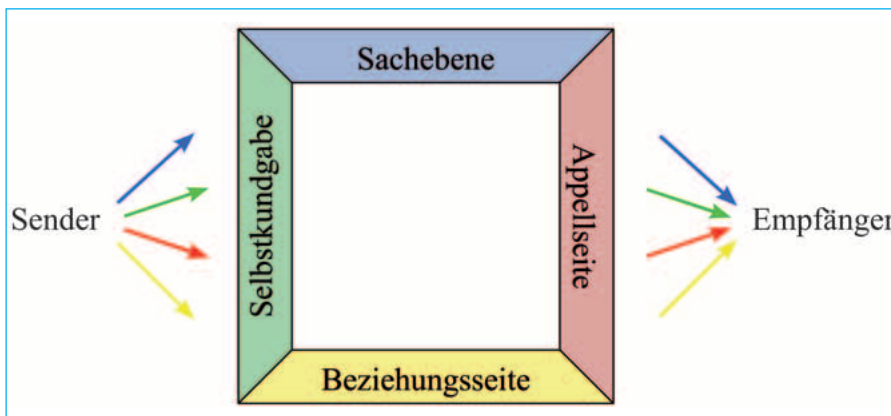 Sachebene
Sender
Selbstkundgabe
Appellseite
Empfänger
Beziehungsseite